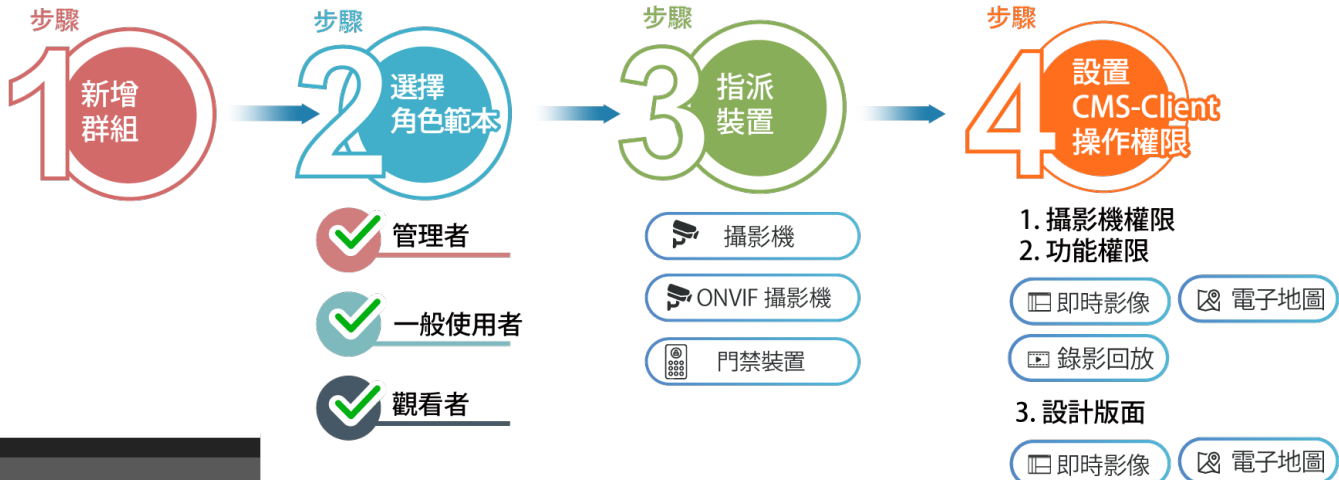 步驟
1
新增
群組
步驟
2
選擇
角色範本
管理者
一般使用者
觀看者
步驟
3
指派
裝置
攝影機
ONVIF 攝影機
門禁裝置
步驟
4
設置
CMS-Client
操作權限
1. 攝影機權限
2. 功能權限
即時影像
電子地圖
錄影回放
3. 設計版面
即時影像
電子地圖